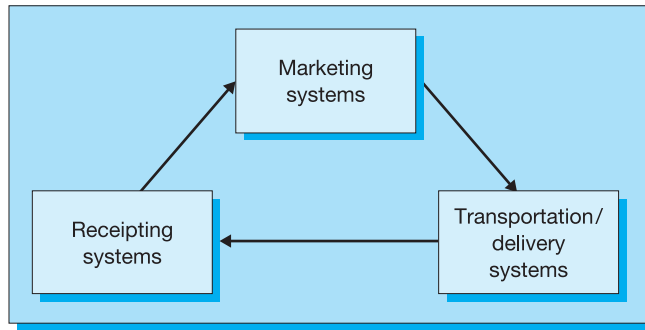 Marketing
systems
Receipting
systems
Transportation/
delivery
systems